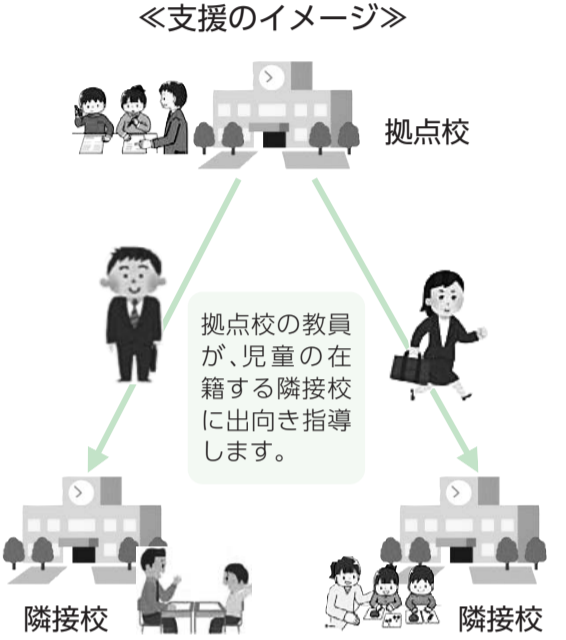 ≪支援のイメージ≫
拠点校
拠点校の教員
が、児童の在
籍する隣接校
に出向き指導
します。
隣接校
隣接校